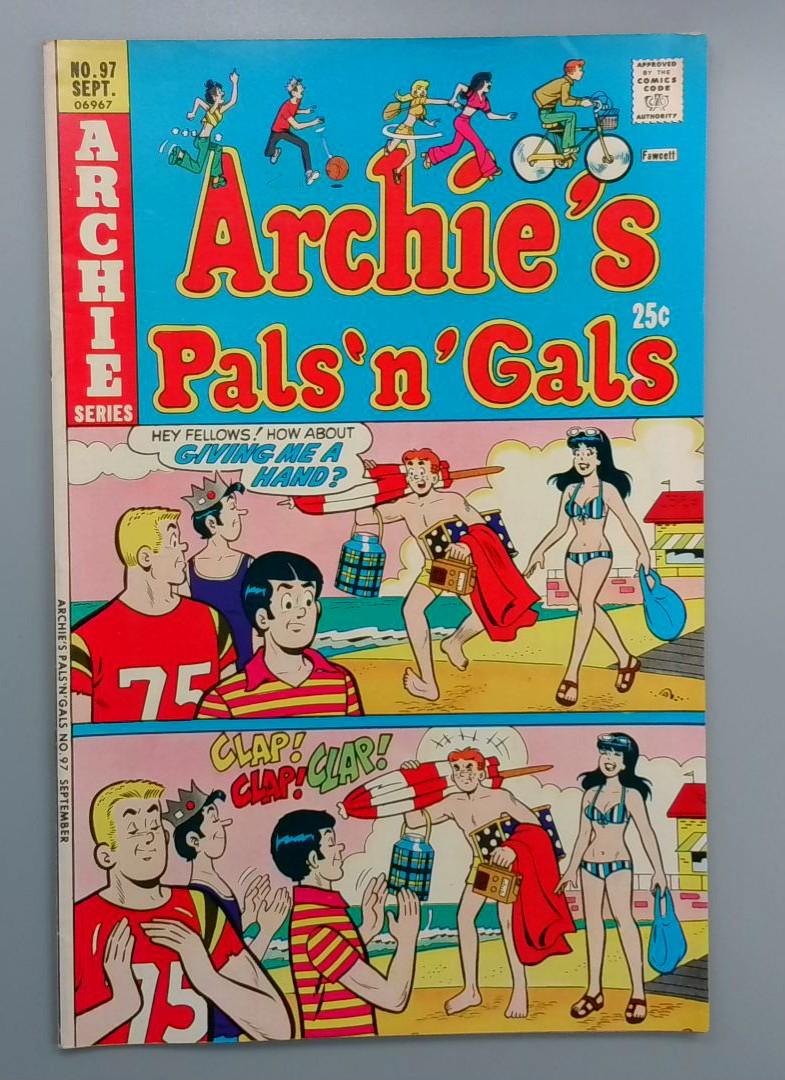 NO. 97
SEPT.
06967
ARCHIE
SERIES
APPROVED
BY THE
COMICS
CODE
CA
AUTHORITY
Fawcett
Archie's
25¢
Pals 'n' Gals
HEY FELLOWS! HOW ABOUT
GIVING ME A
HAND?
75
ARCHIE'S PALS 'N' GALS NO. 97 SEPTEMBER
CLAP!
CLAP! CLAP!
75